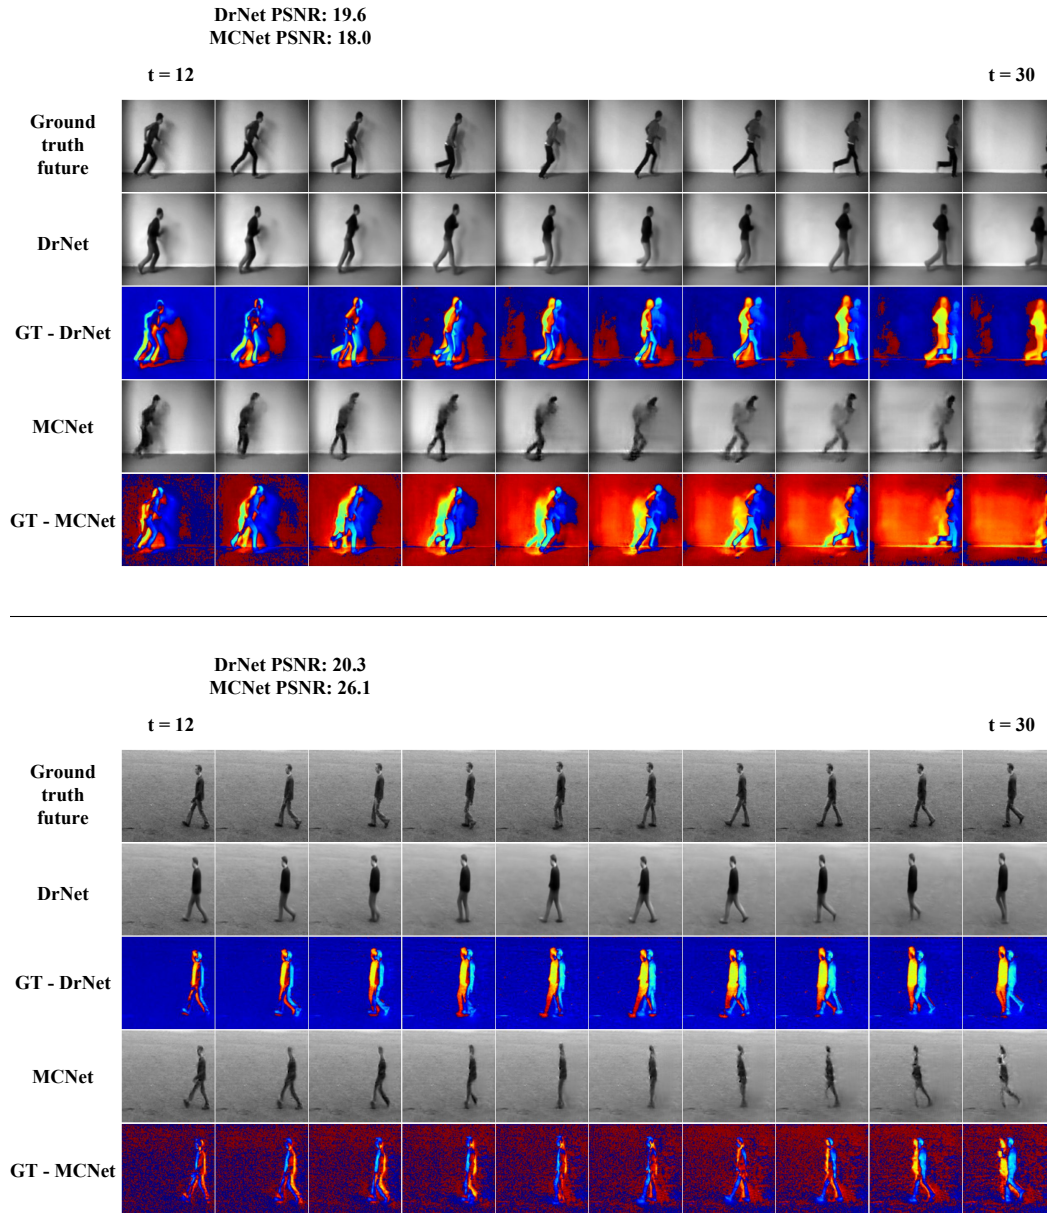 DrNet PSNR: 19.6
MCNet PSNR: 18.0
t = 12
t = 30
Ground
truth
future
DrNet
GT - DrNet
MCNet
GT - MCNet
DrNet PSNR: 20.3
MCNet PSNR: 26.1
t = 12
t = 30
Ground
truth
future
DrNet
GT - DrNet
MCNet
GT - MCNet